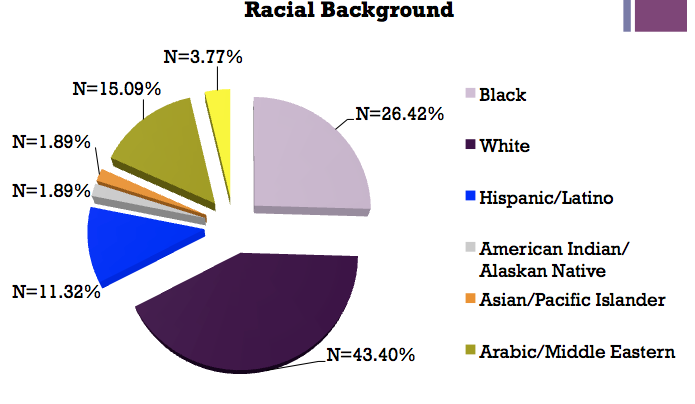 Racial Background
N=3.77%
N=15.09%
N=26.42%
N=1.89%
N=1.89%
N=11.32%
N=43.40%
Black
White
Hispanic/Latino
American Indian/
Alaskan Native
Asian/Pacific Islander
Arabic/Middle Eastern